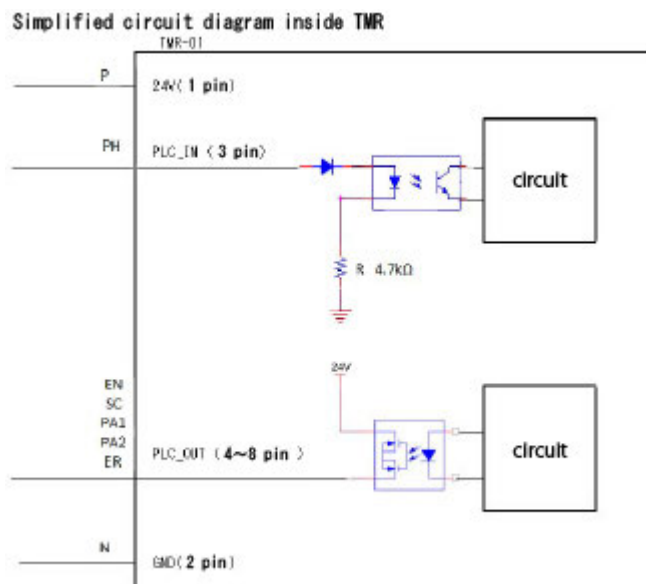 Simplified circuit diagram inside TMR
TMR-01
P
24V( 1 pin)
PH
PLC_IN ( 3 pin)
circuit
R 4.7kΩ
24V
EN
SC
PA1
PA2
ER
PLC_OUT ( 4~8 pin )
circuit
N
GND( 2 pin)